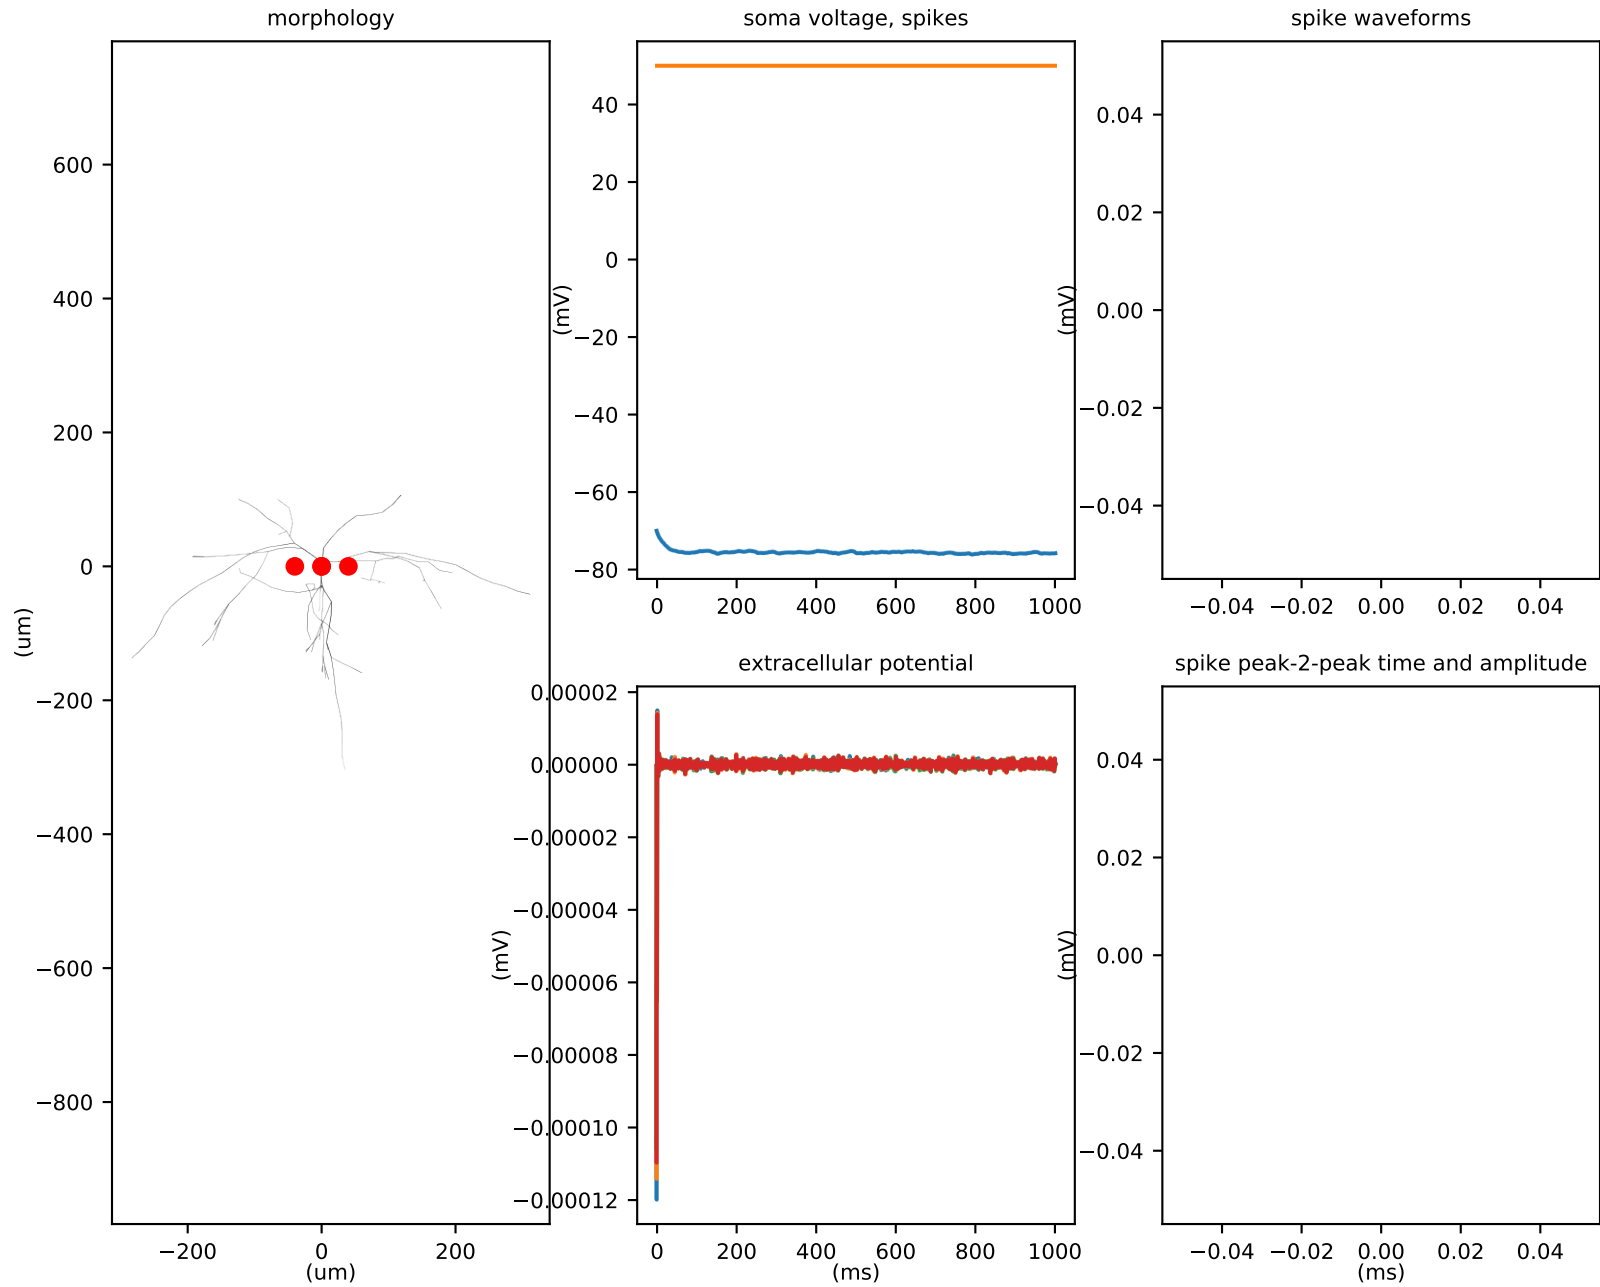 morphology
600
400
200
0
−200
−400
−600
−800
(um)
−200 0 200
(um)
soma voltage, spikes
40
20
0
−20
−40
−60
−80
(mV)
0 200 400 600 800 1000
spike waveforms
0.04
0.02
0.00
−0.02
−0.04
(mV)
−0.04 −0.02 0.00 0.02 0.04
extracellular potential
0.00002
0.00000
−0.00002
−0.00004
−0.00006
−0.00008
−0.00010
−0.00012
(mV)
0 200 400 600 800 1000
(ms)
spike peak-2-peak time and amplitude
0.04
0.02
0.00
−0.02
−0.04
(mV)
−0.04 −0.02 0.00 0.02 0.04
(ms)